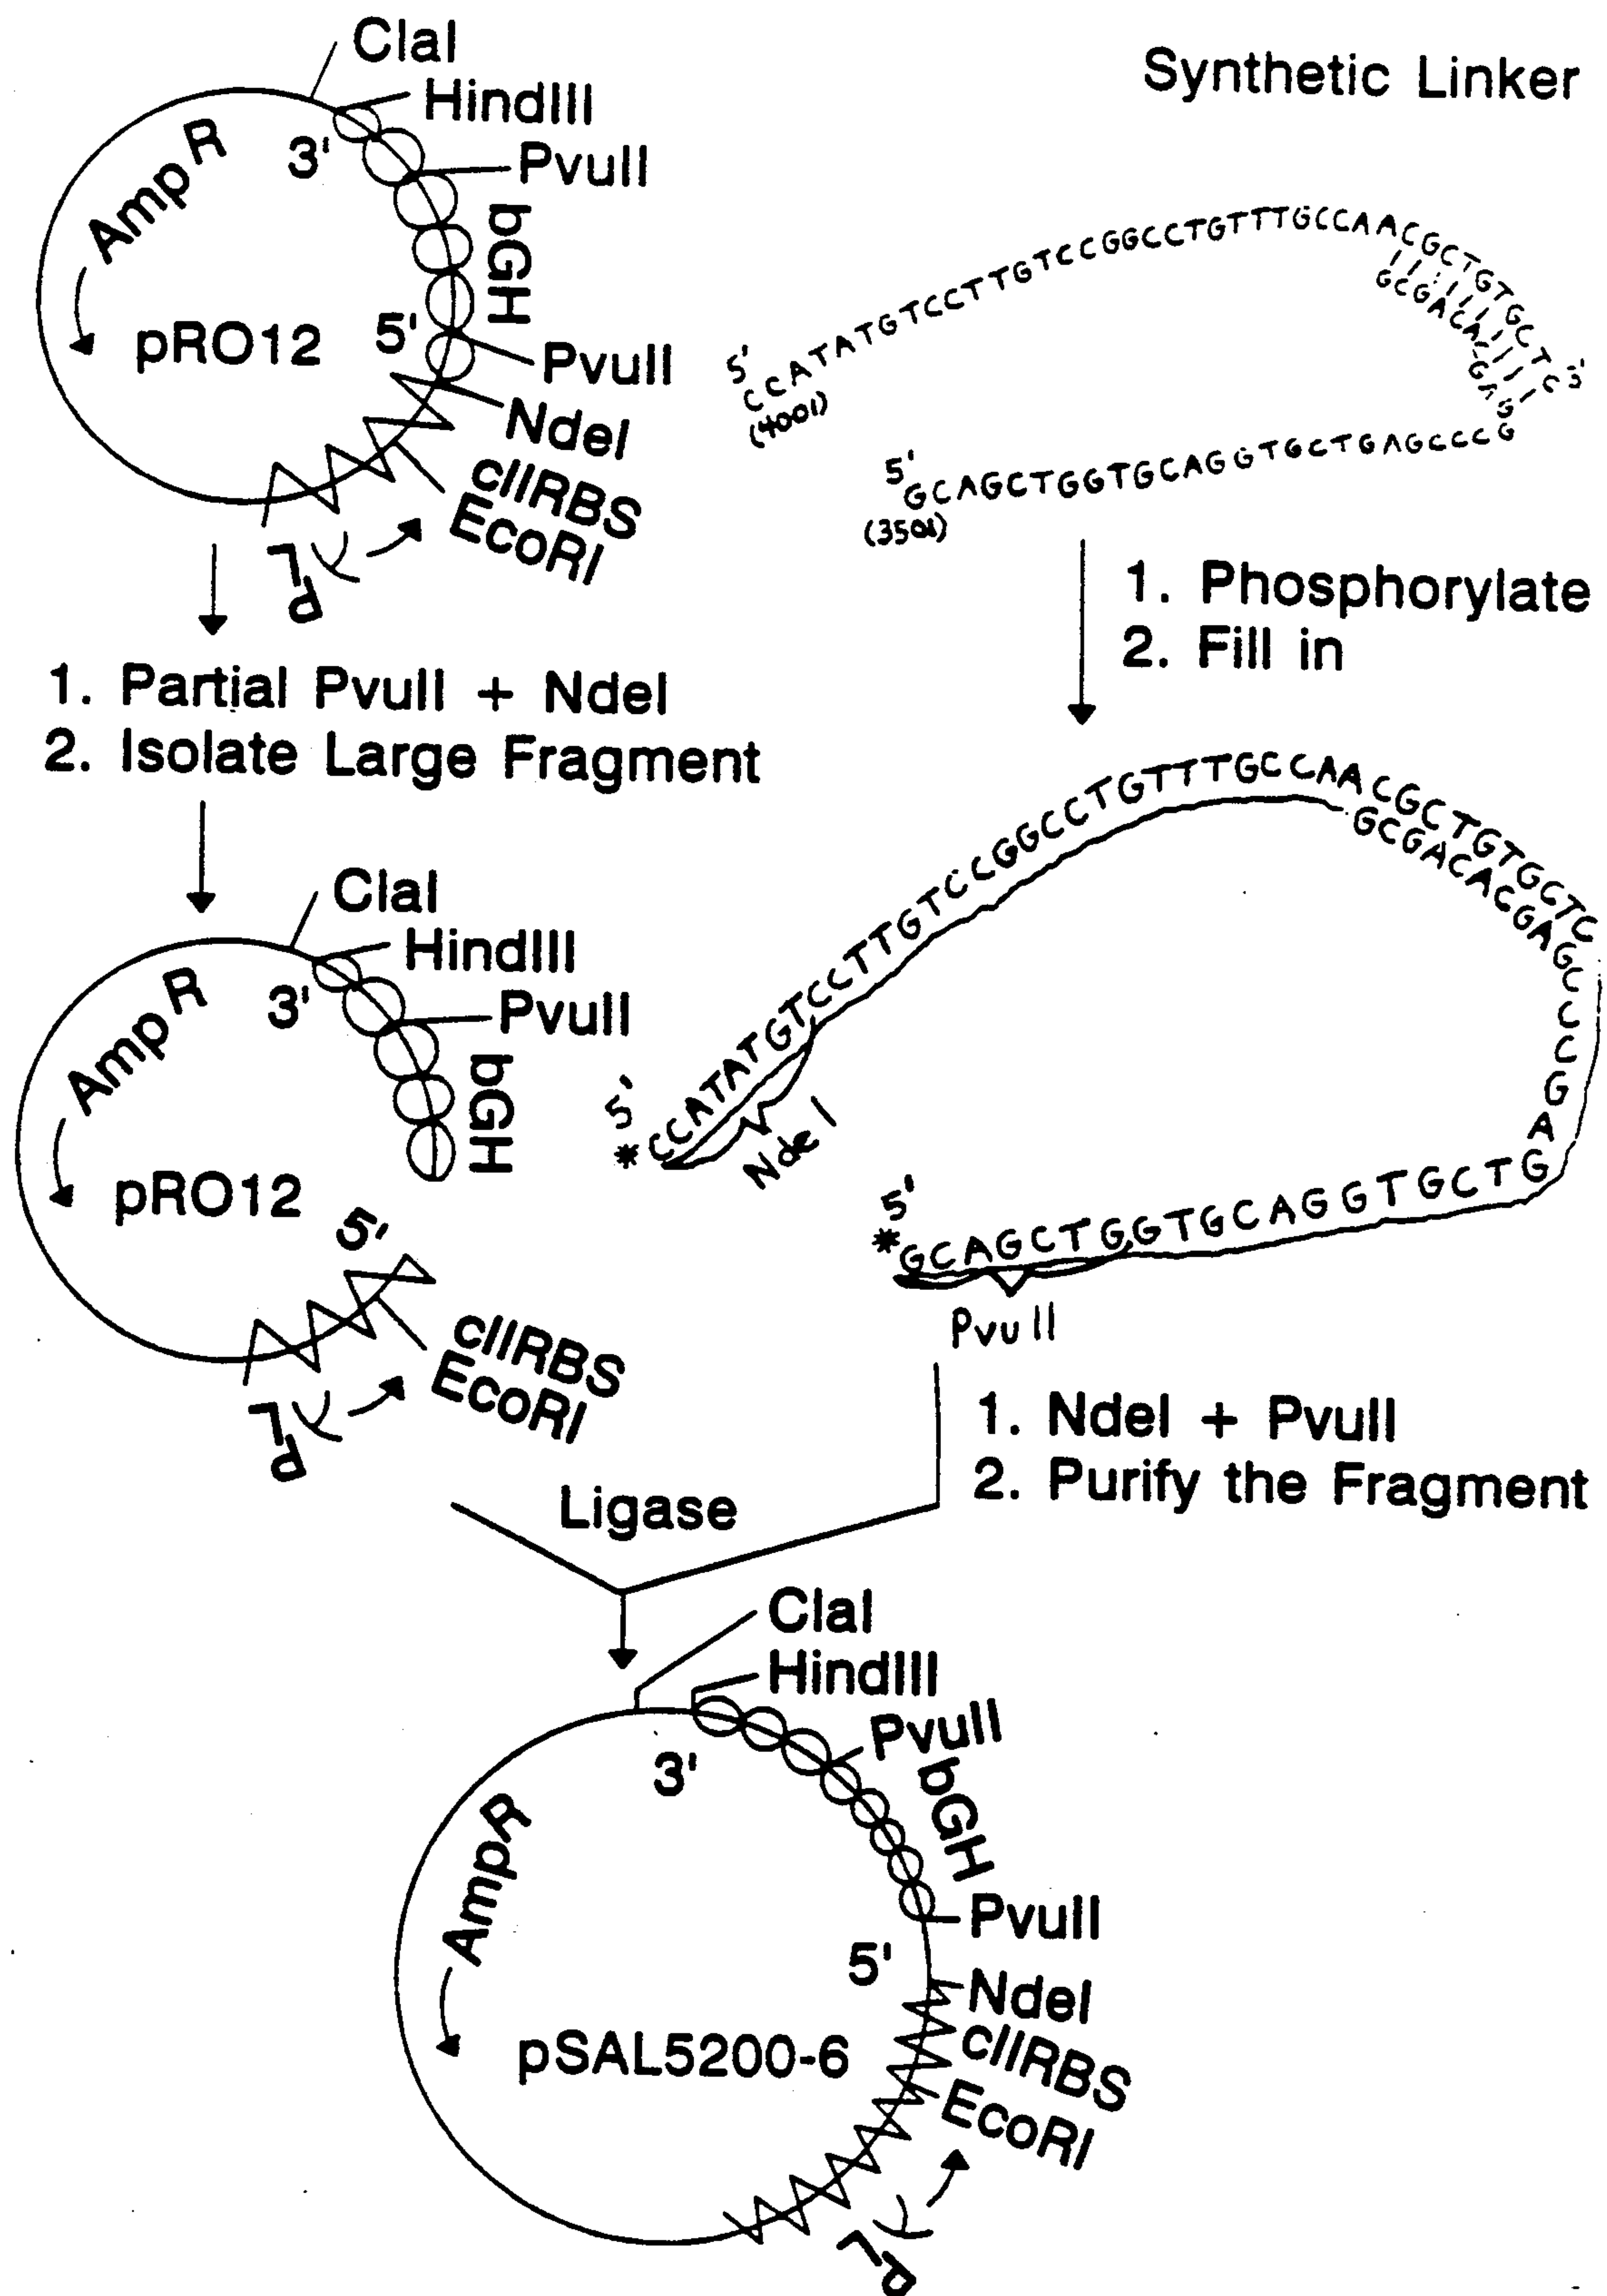 ClaI
HindIII
3'
PvuII
AmpR
bGH
pRO12
5'
PvuII
NdeI
cIIRBS
EcoRI
PL
Synthetic Linker
5'
CCATATGTCCTTGTCCGGCCTGTTTGCCAACGCTGTGCTC
3'
(4001)
GCGACACGAG
5'
GCAGCTGGTGCAGGTGCTGAGCCCG
1. Phosphorylate
2. Fill in
1. Partial PvuII + NdeI
2. Isolate Large Fragment
ClaI
HindIII
3'
PvuII
AmpR
bGH
pRO12
5'
cIIRBS
EcoRI
PL
5'
*CCATATGTCCTTGTCCGGCCTGTTTGCCAACGCTGTGCTC
GCGACACGAG
NdeI
CCCGAG
5'
*GCAGCTGGTGCAGGTGCTG
PvuII
1. NdeI + PvuII
2. Purify the Fragment
Ligase
ClaI
HindIII
PvuII
3'
bGH
AmpR
PvuII
5'
NdeI
cIIRBS
pSAL5200-6
EcoRI
PL